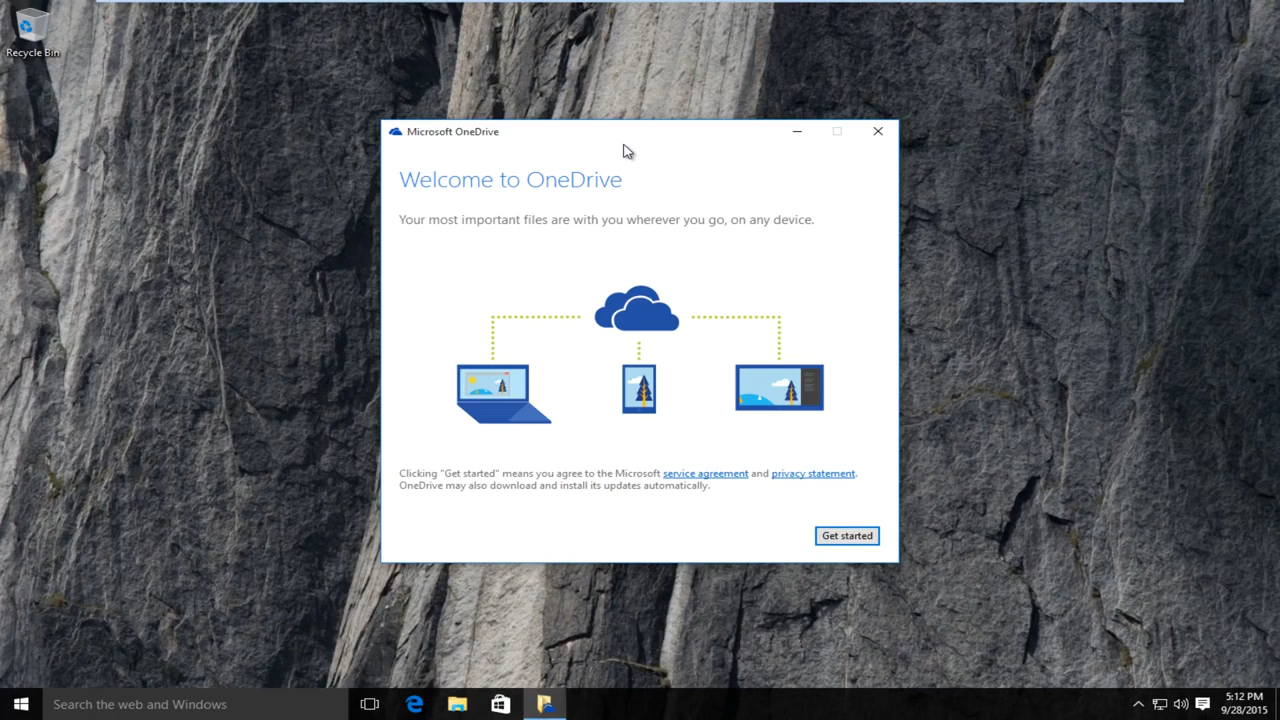 Recycle Bin
Microsoft OneDrive
Welcome to OneDrive
Your most important files are with you wherever you go, on any device.
Clicking "Get started" means you agree to the Microsoft service agreement and privacy statement.
OneDrive may also download and install its updates automatically.
Get started
Search the web and Windows
5:12 PM
9/28/2015